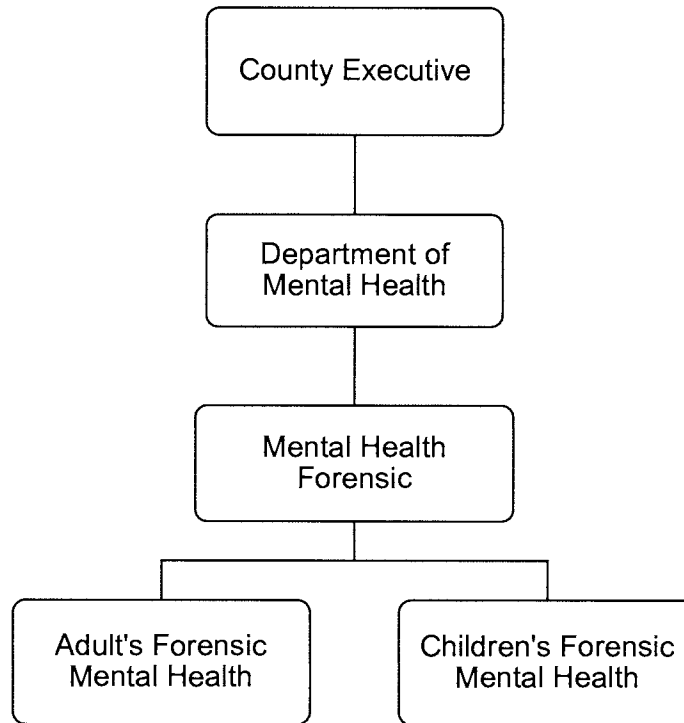 County Executive
Department of
Mental Health
Mental Health
Forensic
Adult's Forensic
Mental Health
Children's Forensic
Mental Health